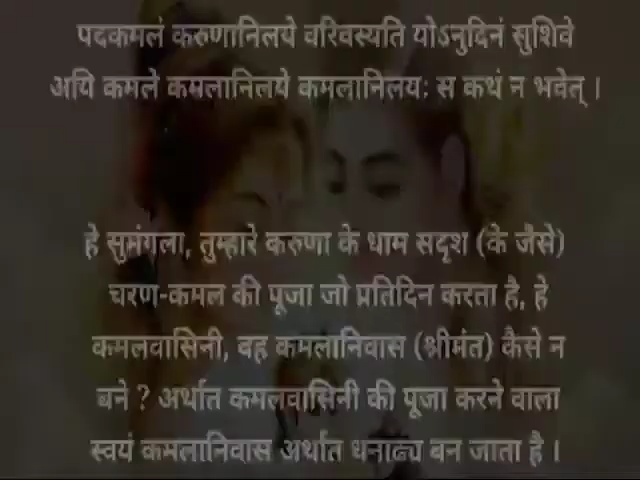 पदकमलं करुणानिलये वरिवस्यति योऽनुदिनं सुशिवे
अयि कमले कमलानिलये कमलानिलयः स कथं न भवेत् ।
हे सुमंगला, तुम्हारे करुणा के धाम सदृश (के जैसे)
चरण-कमल की पूजा जो प्रतिदिन करता है, हे
कमलवासिनी, वह कमलानिवास (श्रीमंत) कैसे न
बने ? अर्थात कमलवासिनी की पूजा करने वाला
स्वयं कमलानिवास अर्थात धनाढ्य बन जाता है ।